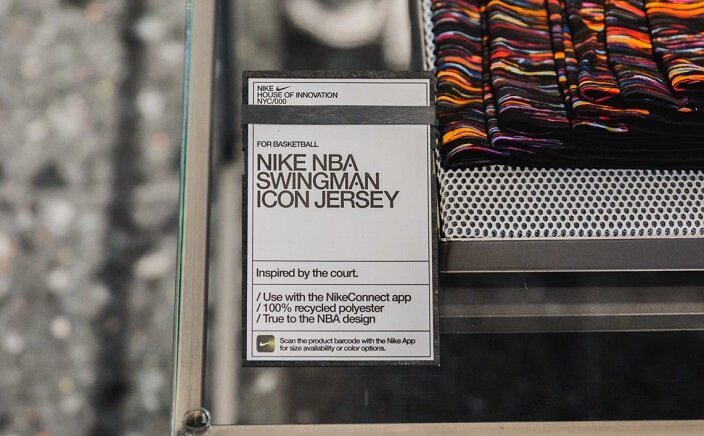 NIKE
HOUSE OF INNOVATION
NYC/000
FOR BASKETBALL
NIKE NBA
SWINGMAN
ICON JERSEY
Inspired by the court.
/ Use with the NikeConnect app
/ 100% recycled polyester
/ True to the NBA design
Scan the product barcode with the Nike App
for size availability or color options.